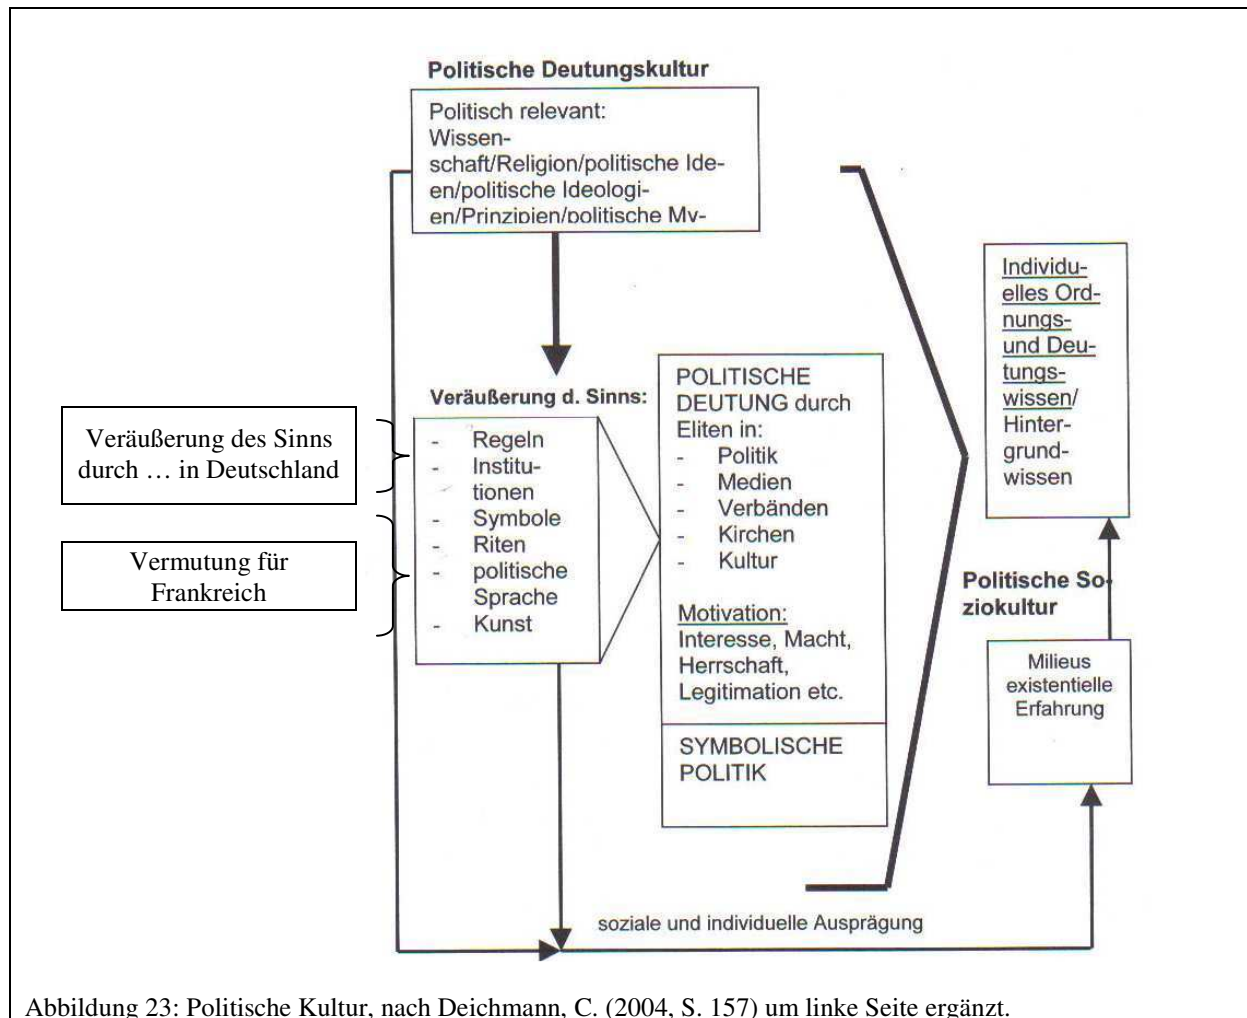 Politische Deutungskultur
Politisch relevant:
Wissen-
schaft/Religion/politische Ide-
en/politische Ideologi-
en/Prinzipien/politische My-
Veräußerung d. Sinns:
Veräußerung des Sinns
durch … in Deutschland
Vermutung für
Frankreich
- Regeln
- Institu-
tionen
- Symbole
- Riten
- politische
Sprache
- Kunst
POLITISCHE
DEUTUNG durch
Eliten in:
- Politik
- Medien
- Verbänden
- Kirchen
- Kultur
Motivation:
Interesse, Macht,
Herrschaft,
Legitimation etc.
SYMBOLISCHE
POLITIK
Individu-
elles Ord-
nungs-
und Deu-
tungs-
wissen/
Hinter-
grund-
wissen
Politische So-
ziokultur
Milieus
existentielle
Erfahrung
soziale und individuelle Ausprägung
Abbildung 23: Politische Kultur, nach Deichmann, C. (2004, S. 157) um linke Seite ergänzt.